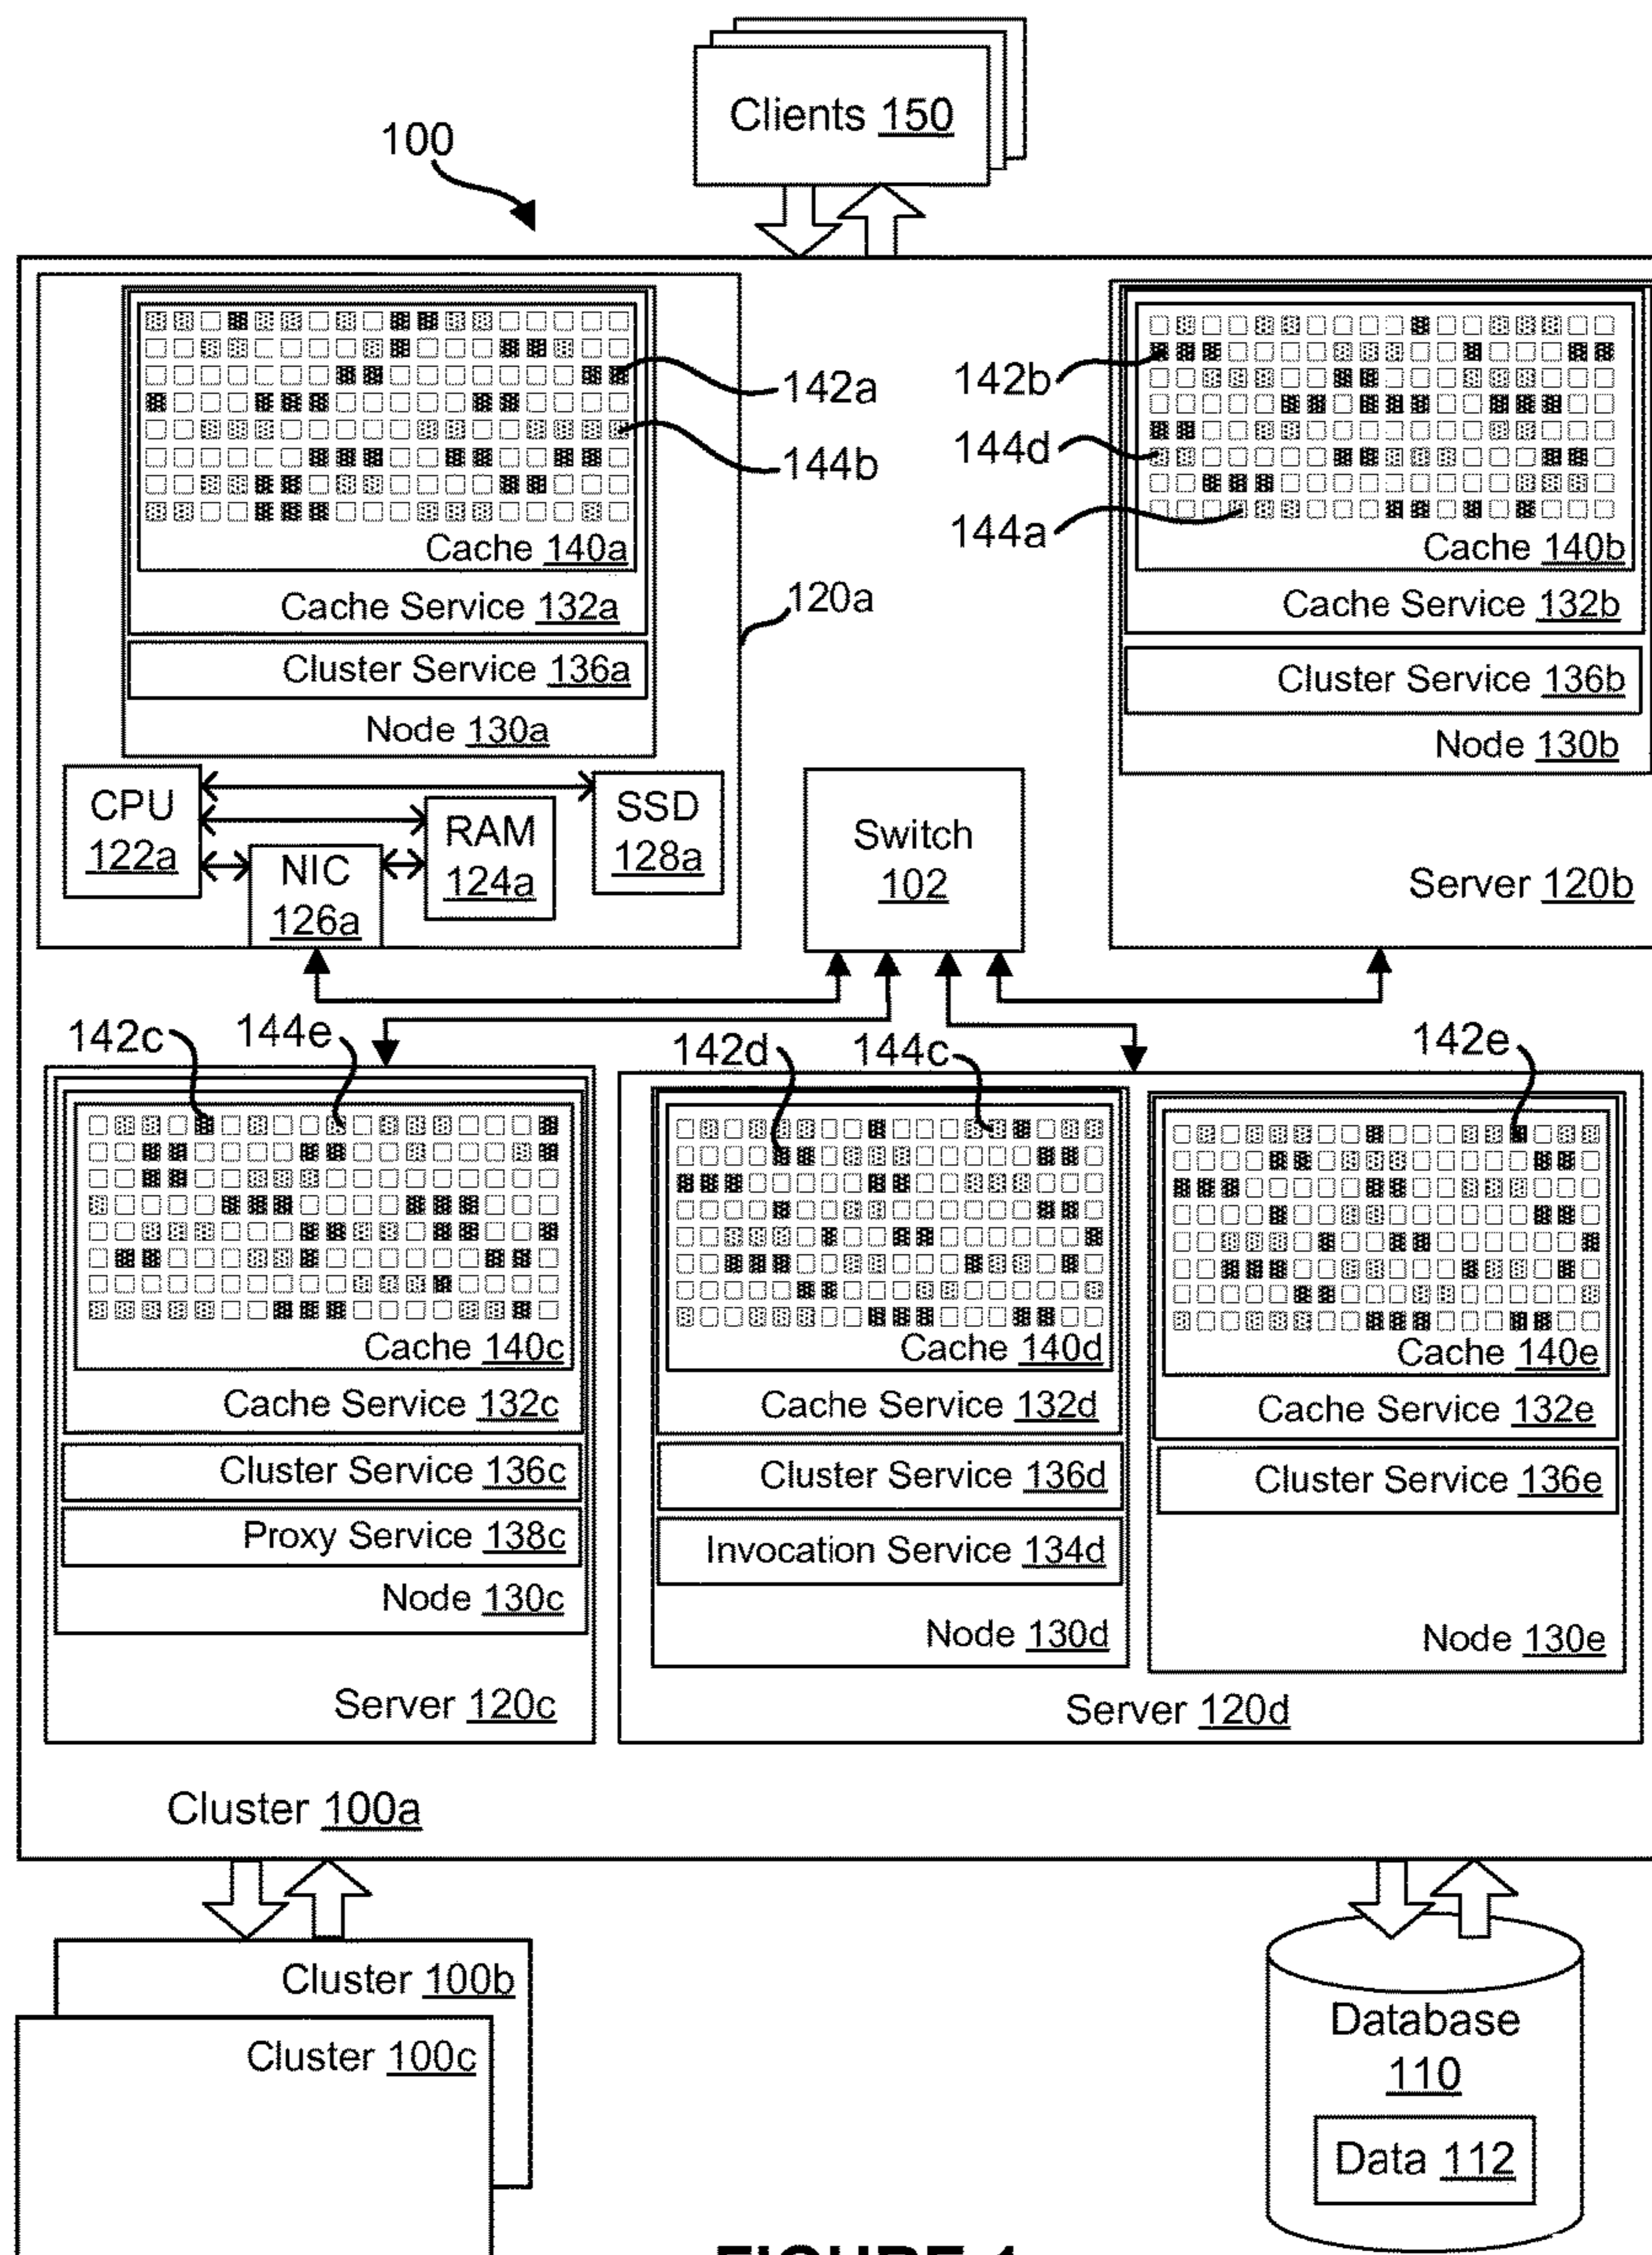 Clients 150
100
142a
144b
142b
144d
144a
Cache 140a
Cache Service 132a
Cluster Service 136a
Node 130a
120a
Cache 140b
Cache Service 132b
Cluster Service 136b
Node 130b
Server 120b
CPU
122a
NIC
126a
RAM
124a
SSD
128a
Switch
102
142c
144e
142d
144c
142e
Cache 140c
Cache Service 132c
Cluster Service 136c
Proxy Service 138c
Node 130c
Server 120c
Cache 140d
Cache Service 132d
Cluster Service 136d
Invocation Service 134d
Node 130d
Cache 140e
Cache Service 132e
Cluster Service 136e
Node 130e
Server 120d
Cluster 100a
Cluster 100b
Cluster 100c
Database
110
Data 112